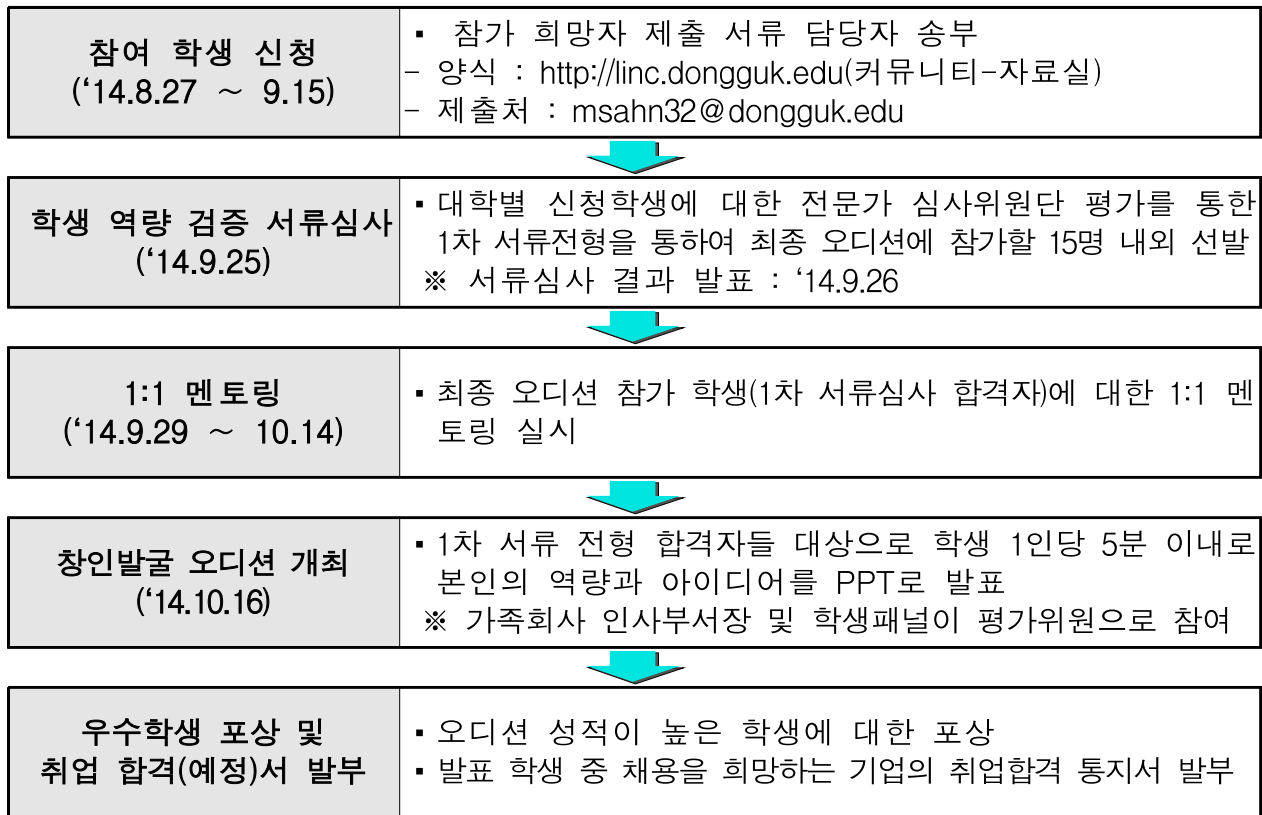 참여 학생 신청
(‘14.8.27 ~ 9.15)
▪ 참가 희망자 제출 서류 담당자 송부
- 양식 : http://linc.dongguk.edu(커뮤니티-자료실)
- 제출처 : msahn32@dongguk.edu
학생 역량 검증 서류심사
(‘14.9.25)
▪ 대학별 신청학생에 대한 전문가 심사위원단 평가를 통한
1차 서류전형을 통하여 최종 오디션에 참가할 15명 내외 선발
※ 서류심사 결과 발표 : ‘14.9.26
1:1 멘토링
(‘14.9.29 ~ 10.14)
▪ 최종 오디션 참가 학생(1차 서류심사 합격자)에 대한 1:1 멘
토링 실시
창인발굴 오디션 개최
(‘14.10.16)
▪ 1차 서류 전형 합격자들 대상으로 학생 1인당 5분 이내로
본인의 역량과 아이디어를 PPT로 발표
※ 가족회사 인사부서장 및 학생패널이 평가위원으로 참여
우수학생 포상 및
취업 합격(예정)서 발부
▪ 오디션 성적이 높은 학생에 대한 포상
▪ 발표 학생 중 채용을 희망하는 기업의 취업합격 통지서 발부